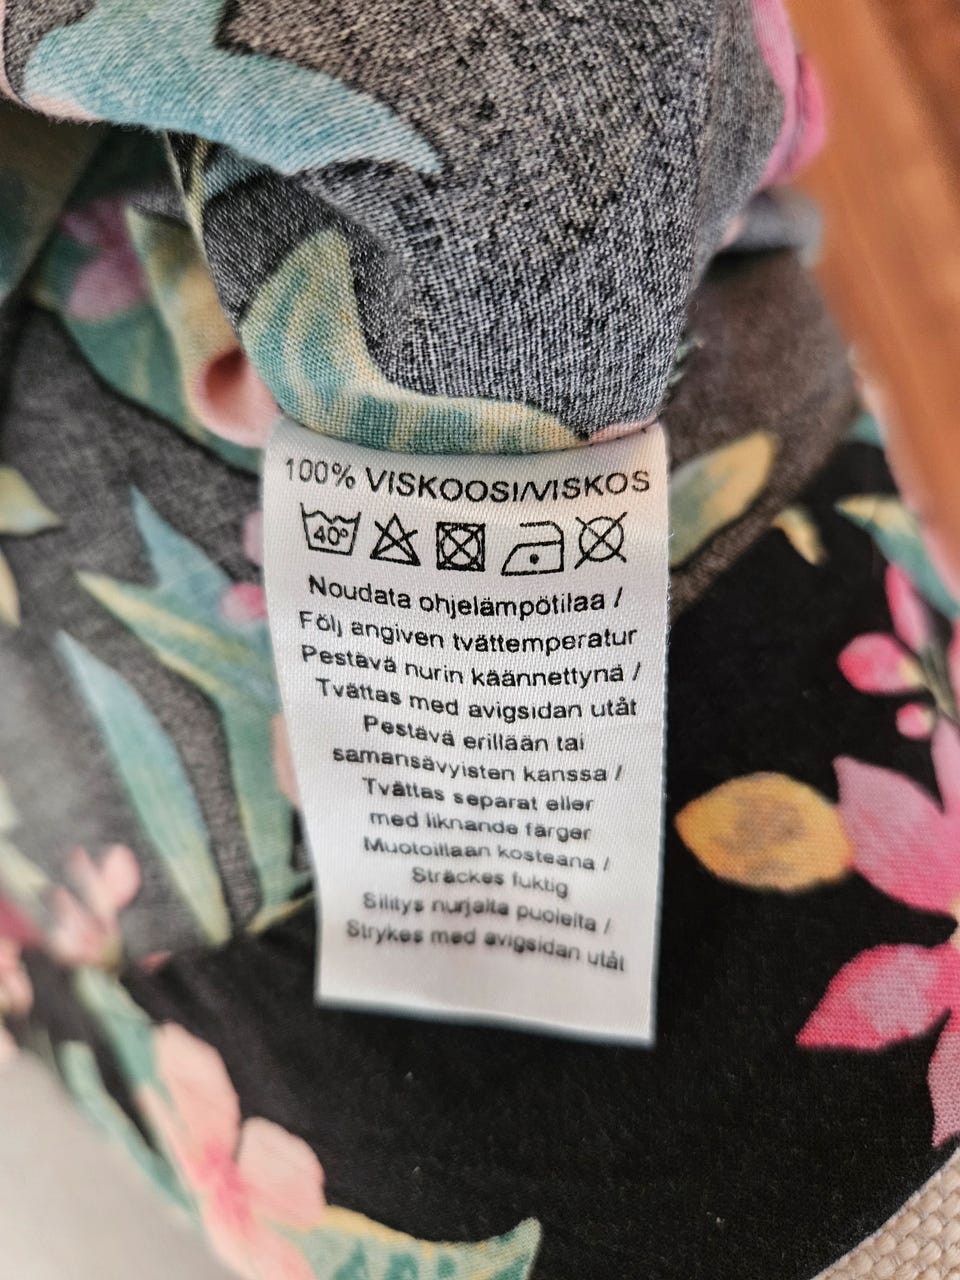 100% VISKOOSI/VISKOS
40°
Noudata ohjelämpötilaa /
Följ angiven tvättemperatur
Pestävä nurin käännettynä /
Tvättas med avigsidan utåt
Pestävä erillään tai
samansävyisten kanssa /
Tvättas separat eller
med liknande färger
Muotoillaan kosteana /
Sträckes fuktig
Silitys nurjalta puolelta /
Strykes med avigsidan utåt